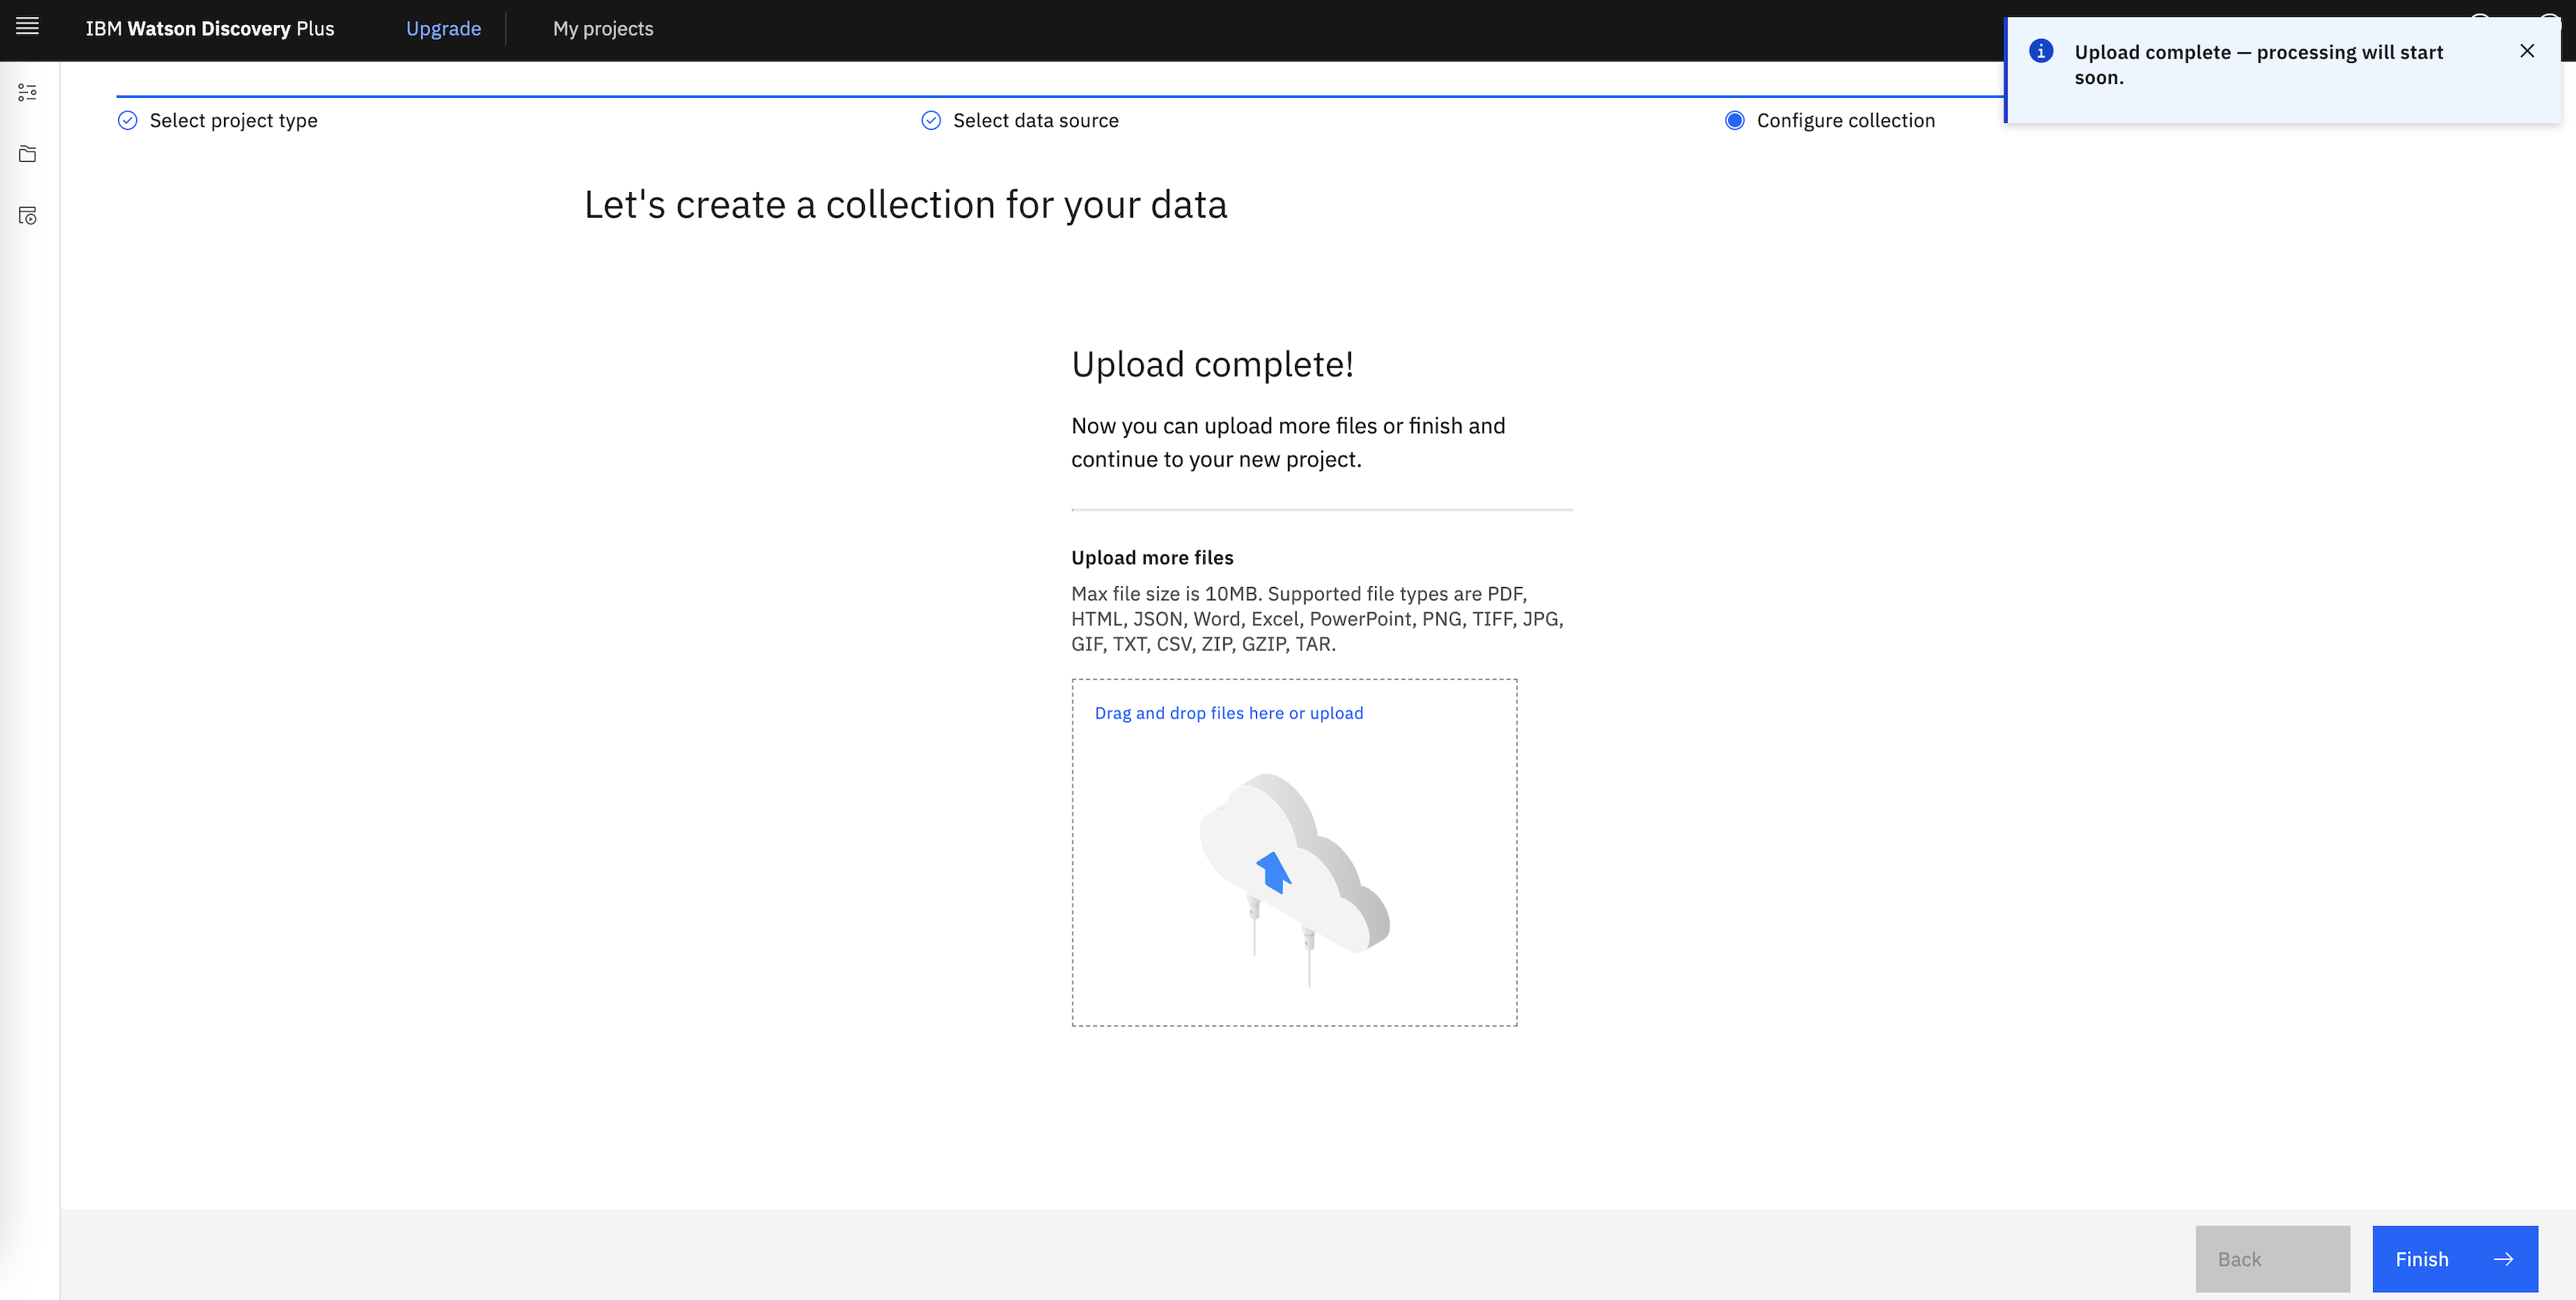 IBM Watson Discovery Plus
Upgrade
My projects
Upload complete — processing will start
soon.
Select project type
Select data source
Configure collection
Let's create a collection for your data
Upload complete!
Now you can upload more files or finish and
continue to your new project.
Upload more files
Max file size is 10MB. Supported file types are PDF,
HTML, JSON, Word, Excel, PowerPoint, PNG, TIFF, JPG,
GIF, TXT, CSV, ZIP, GZIP, TAR.
Drag and drop files here or upload
Back
Finish